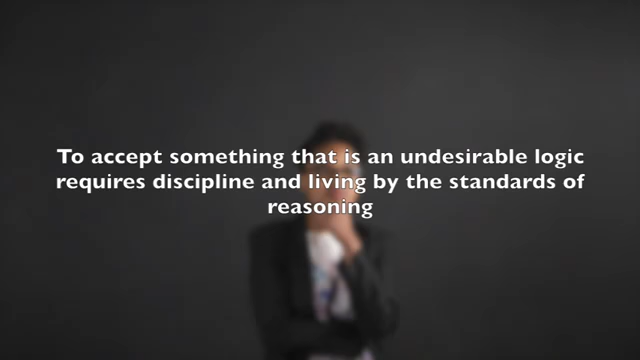 To accept something that is an undesirable logic
requires discipline and living by the standards of
reasoning